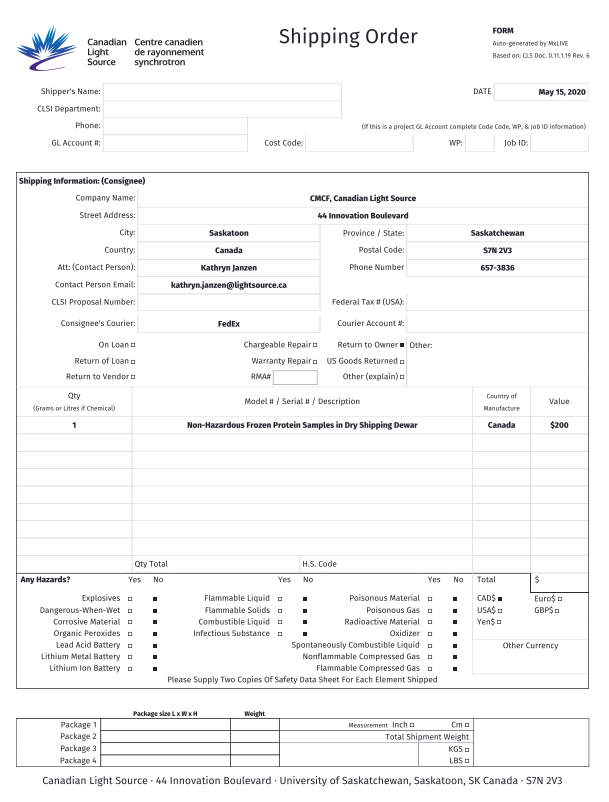 Canadian Light Source
Centre canadien de rayonnement synchrotron
Shipping Order
FORM
Auto-generated by MxLIVE
Based on: CLS Doc. 0.11.1.19 Rev. 6
Shipper's Name:
DATE May 15, 2020
CLSI Department:
Phone:
(If this is a project GL Account complete Code Code, WP, & Job ID information)
GL Account #: Cost Code: WP: Job ID:
Shipping Information: (Consignee)
Company Name: CMCF, Canadian Light Source
Street Address: 44 Innovation Boulevard
City: Saskatoon Province / State: Saskatchewan
Country: Canada Postal Code: S7N 2V3
Att: (Contact Person): Kathryn Janzen Phone Number 657-3836
Contact Person Email: kathryn.janzen@lightsource.ca
CLSI Proposal Number: Federal Tax # (USA):
Consignee's Courier: FedEx Courier Account #:
On Loan □ Chargeable Repair □ Return to Owner ■ Other:
Return of Loan □ Warranty Repair □ US Goods Returned □
Return to Vendor □ RMA# Other (explain) □
Qty (Grams or Litres if Chemical) Model # / Serial # / Description Country of Manufacture Value
1 Non-Hazardous Frozen Protein Samples in Dry Shipping Dewar Canada $200
Qty Total H.S. Code
Any Hazards? Yes No Yes No Yes No Total $
Explosives □ ■ Flammable Liquid □ ■ Poisonous Material □ ■ CAD$ ■ Euro$ □
Dangerous-When-Wet □ ■ Flammable Solids □ ■ Poisonous Gas □ ■ USA$ □ GBP$ □
Corrosive Material □ ■ Combustible Liquid □ ■ Radioactive Material □ ■ Yen$ □
Organic Peroxides □ ■ Infectious Substance □ ■ Oxidizer □ ■
Lead Acid Battery □ ■ Spontaneously Combustible Liquid □ ■ Other Currency
Lithium Metal Battery □ ■ Nonflammable Compressed Gas □ ■
Lithium Ion Battery □ ■ Flammable Compressed Gas □ ■
Please Supply Two Copies Of Safety Data Sheet For Each Element Shipped
Package size L x W x H Weight
Package 1 Measurement Inch □ Cm □
Package 2 Total Shipment Weight
Package 3 KGS □
Package 4 LBS □
Canadian Light Source · 44 Innovation Boulevard · University of Saskatchewan, Saskatoon, SK Canada · S7N 2V3